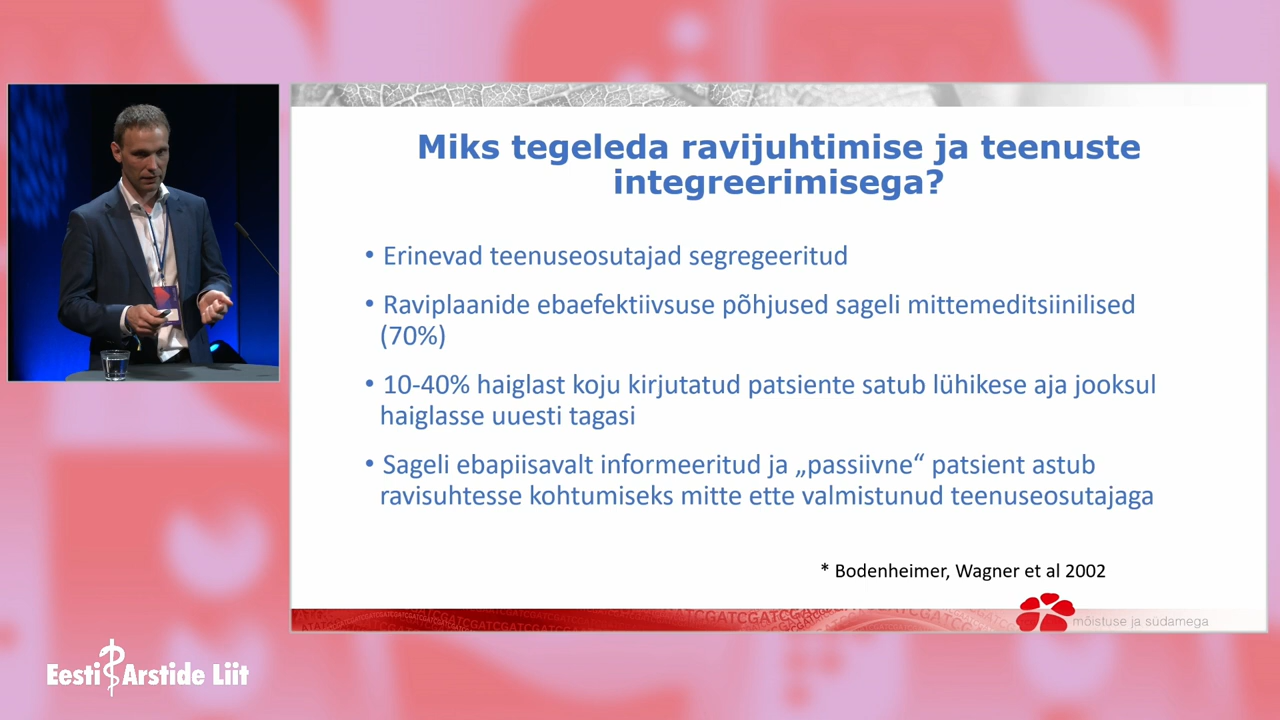 Miks tegeleda ravijuhtimise ja teenuste
integreerimisega?
• Erinevad teenuseosutajad segregeeritud
• Raviplaanide ebaefektiivsuse põhjused sageli mittemeditsiinilised
(70%)
• 10-40% haiglast koju kirjutatud patsiente satub lühikese aja jooksul
haiglasse uuesti tagasi
• Sageli ebapiisavalt informeeritud ja „passiivne“ patsient astub
ravisuhtesse kohtumiseks mitte ette valmistunud teenuseosutajaga
* Bodenheimer, Wagner et al 2002
mõistuse ja südamega
Eesti Arstide Liit